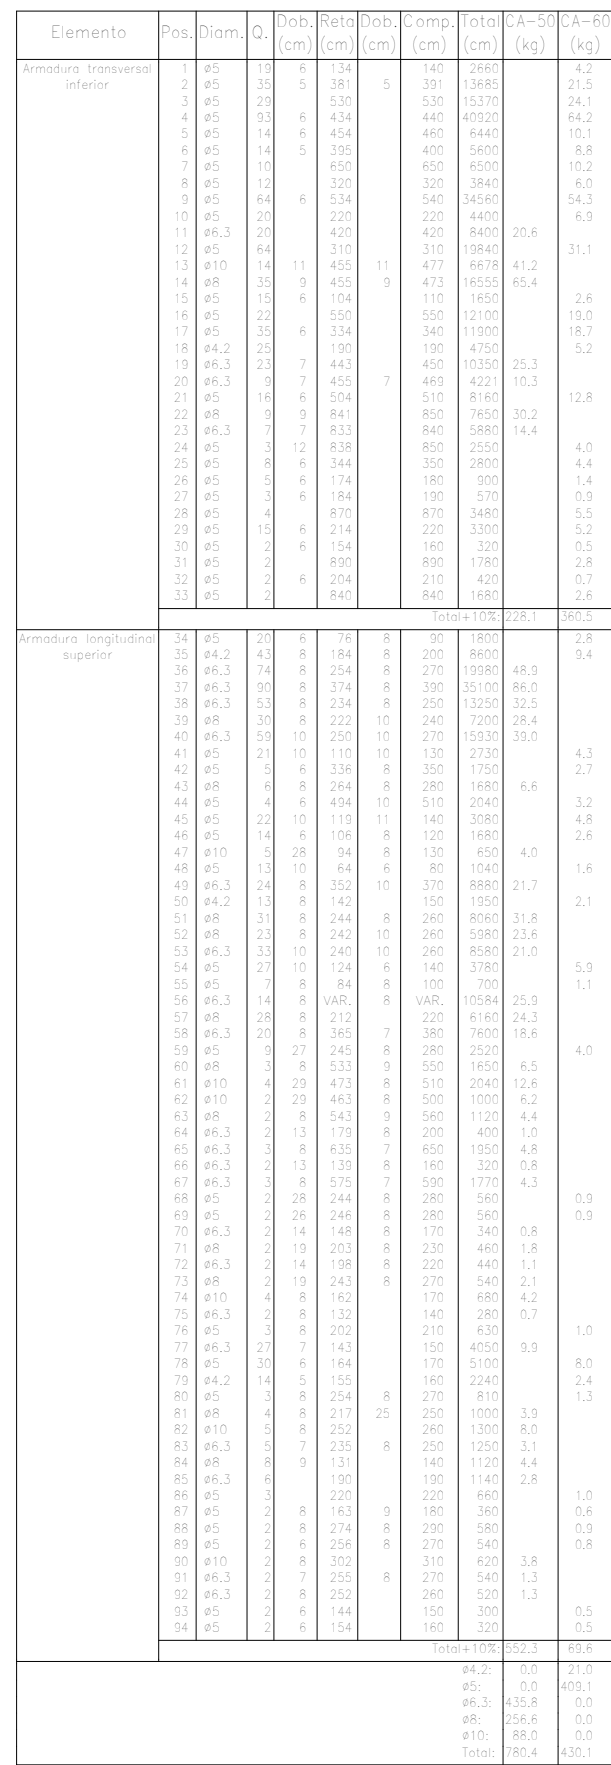 Elemento Pos. Diam. Q. Dob. (cm) Reta (cm) Dob. (cm) Comp. (cm) Total (cm) CA-50 (kg) CA-60 (kg)
Armadura transversal 1 ø5 19 6 134 140 2660 4.2
inferior 2 ø5 35 5 381 5 391 13685 21.5
3 ø5 29 530 530 15370 24.1
4 ø5 93 6 434 440 40920 64.2
5 ø5 14 6 454 460 6440 10.1
6 ø5 14 5 395 400 5600 8.8
7 ø5 10 650 650 6500 10.2
8 ø5 12 320 320 3840 6.0
9 ø5 64 6 534 540 34560 54.3
10 ø5 20 220 220 4400 6.9
11 ø6.3 20 420 420 8400 20.6
12 ø5 64 310 310 19840 31.1
13 ø10 14 11 455 11 477 6678 41.2
14 ø8 35 9 455 9 473 16555 65.4
15 ø5 15 6 104 110 1650 2.6
16 ø5 22 550 550 12100 19.0
17 ø5 35 6 334 340 11900 18.7
18 ø4.2 25 190 190 4750 5.2
19 ø6.3 23 7 443 450 10350 25.3
20 ø6.3 9 7 455 7 469 4221 10.3
21 ø5 16 6 504 510 8160 12.8
22 ø8 9 9 841 850 7650 30.2
23 ø6.3 7 7 833 840 5880 14.4
24 ø5 3 12 838 850 2550 4.0
25 ø5 8 6 344 350 2800 4.4
26 ø5 5 6 174 180 900 1.4
27 ø5 3 6 184 190 570 0.9
28 ø5 4 870 870 3480 5.5
29 ø5 15 6 214 220 3300 5.2
30 ø5 2 6 154 160 320 0.5
31 ø5 2 890 890 1780 2.8
32 ø5 2 6 204 210 420 0.7
33 ø5 2 840 840 1680 2.6
Total+10%: 228.1 360.5
Armadura longitudinal 34 ø5 20 6 76 8 90 1800 2.8
superior 35 ø4.2 43 8 184 8 200 8600 9.4
36 ø6.3 74 8 254 8 270 19980 48.9
37 ø6.3 90 8 374 8 390 35100 86.0
38 ø6.3 53 8 234 8 250 13250 32.5
39 ø8 30 8 222 10 240 7200 28.4
40 ø6.3 59 10 250 10 270 15930 39.0
41 ø5 21 10 110 10 130 2730 4.3
42 ø5 5 6 336 8 350 1750 2.7
43 ø8 6 8 264 8 280 1680 6.6
44 ø5 4 6 494 10 510 2040 3.2
45 ø5 22 10 119 11 140 3080 4.8
46 ø5 14 6 106 8 120 1680 2.6
47 ø10 5 28 94 8 130 650 4.0
48 ø5 13 10 64 6 80 1040 1.6
49 ø6.3 24 8 352 10 370 8880 21.7
50 ø4.2 13 8 142 150 1950 2.1
51 ø8 31 8 244 8 260 8060 31.8
52 ø8 23 8 242 10 260 5980 23.6
53 ø6.3 33 10 240 10 260 8580 21.0
54 ø5 27 10 124 6 140 3780 5.9
55 ø5 7 8 84 8 100 700 1.1
56 ø6.3 14 8 VAR. 8 VAR. 10584 25.9
57 ø8 28 8 212 220 6160 24.3
58 ø6.3 20 8 365 7 380 7600 18.6
59 ø5 9 27 245 8 280 2520 4.0
60 ø8 3 8 533 9 550 1650 6.5
61 ø10 4 29 473 8 510 2040 12.6
62 ø10 2 29 463 8 500 1000 6.2
63 ø8 2 8 543 9 560 1120 4.4
64 ø6.3 2 13 179 8 200 400 1.0
65 ø6.3 3 8 635 7 650 1950 4.8
66 ø6.3 2 13 139 8 160 320 0.8
67 ø6.3 3 8 575 7 590 1770 4.3
68 ø5 2 28 244 8 280 560 0.9
69 ø5 2 26 246 8 280 560 0.9
70 ø6.3 2 14 148 8 170 340 0.8
71 ø8 2 19 203 8 230 460 1.8
72 ø6.3 2 14 198 8 220 440 1.1
73 ø8 2 19 243 8 270 540 2.1
74 ø10 4 8 162 170 680 4.2
75 ø6.3 2 8 132 140 280 0.7
76 ø5 3 8 202 210 630 1.0
77 ø6.3 27 7 143 150 4050 9.9
78 ø5 30 6 164 170 5100 8.0
79 ø4.2 14 5 155 160 2240 2.4
80 ø5 3 8 254 8 270 810 1.3
81 ø8 4 8 217 25 250 1000 3.9
82 ø10 5 8 252 260 1300 8.0
83 ø6.3 5 7 235 8 250 1250 3.1
84 ø8 8 9 131 140 1120 4.4
85 ø6.3 6 190 190 1140 2.8
86 ø5 3 220 220 660 1.0
87 ø5 2 8 163 9 180 360 0.6
88 ø5 2 8 274 8 290 580 0.9
89 ø5 2 6 256 8 270 540 0.8
90 ø10 2 8 302 310 620 3.8
91 ø6.3 2 7 255 8 270 540 1.3
92 ø6.3 2 8 252 260 520 1.3
93 ø5 2 6 144 150 300 0.5
94 ø5 2 6 154 160 320 0.5
Total+10%: 552.3 69.6
ø4.2: 0.0 21.0
ø5: 0.0 409.1
ø6.3: 435.8 0.0
ø8: 256.6 0.0
ø10: 88.0 0.0
Total: 780.4 430.1